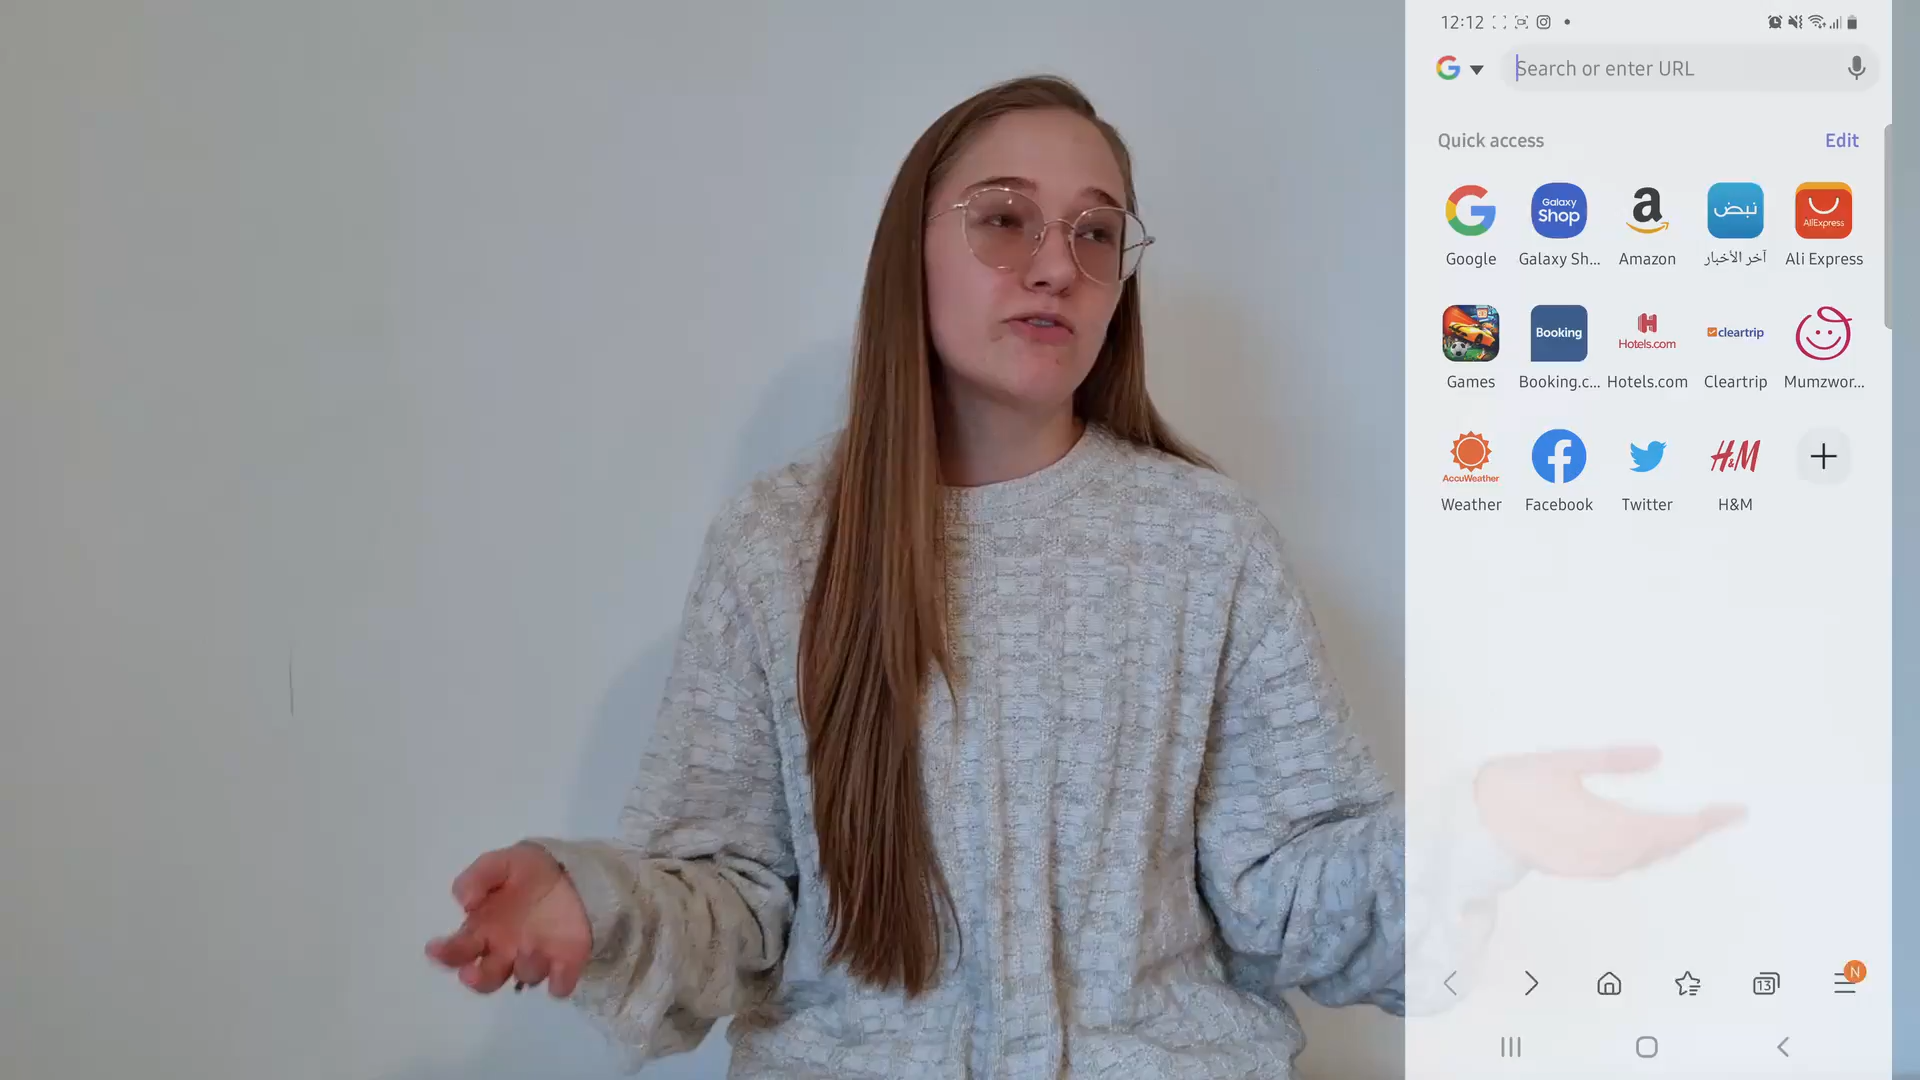 12:12
Search or enter URL
Quick access Edit
Galaxy Shop
a
نبض
AliExpress
Google Galaxy Sh... Amazon آخر الأخبار Ali Express
Booking
Hotels.com
cleartrip
Games Booking.c... Hotels.com Cleartrip Mumzwor...
AccuWeather
H&M
Weather Facebook Twitter H&M
13
N